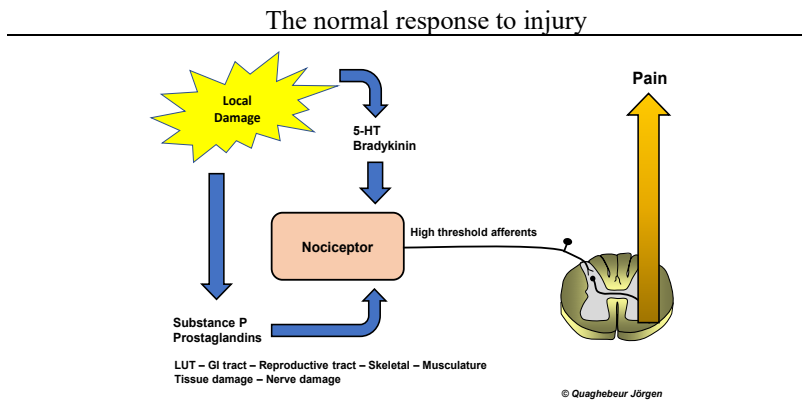 The normal response to injury
Local
Damage
5-HT
Bradykinin
Pain
Nociceptor
High threshold afferents
Substance P
Prostaglandins
LUT – GI tract – Reproductive tract – Skeletal – Musculature
Tissue damage – Nerve damage
© Quaghebeur Jörgen